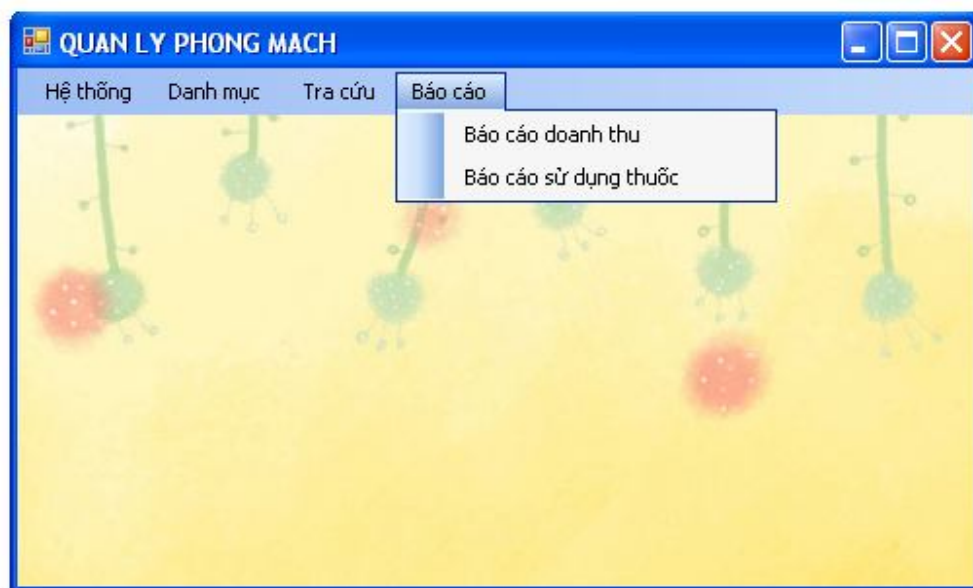 QUAN LY PHONG MACH
Hệ thống Danh mục Tra cứu Báo cáo
Báo cáo doanh thu
Báo cáo sử dụng thuốc